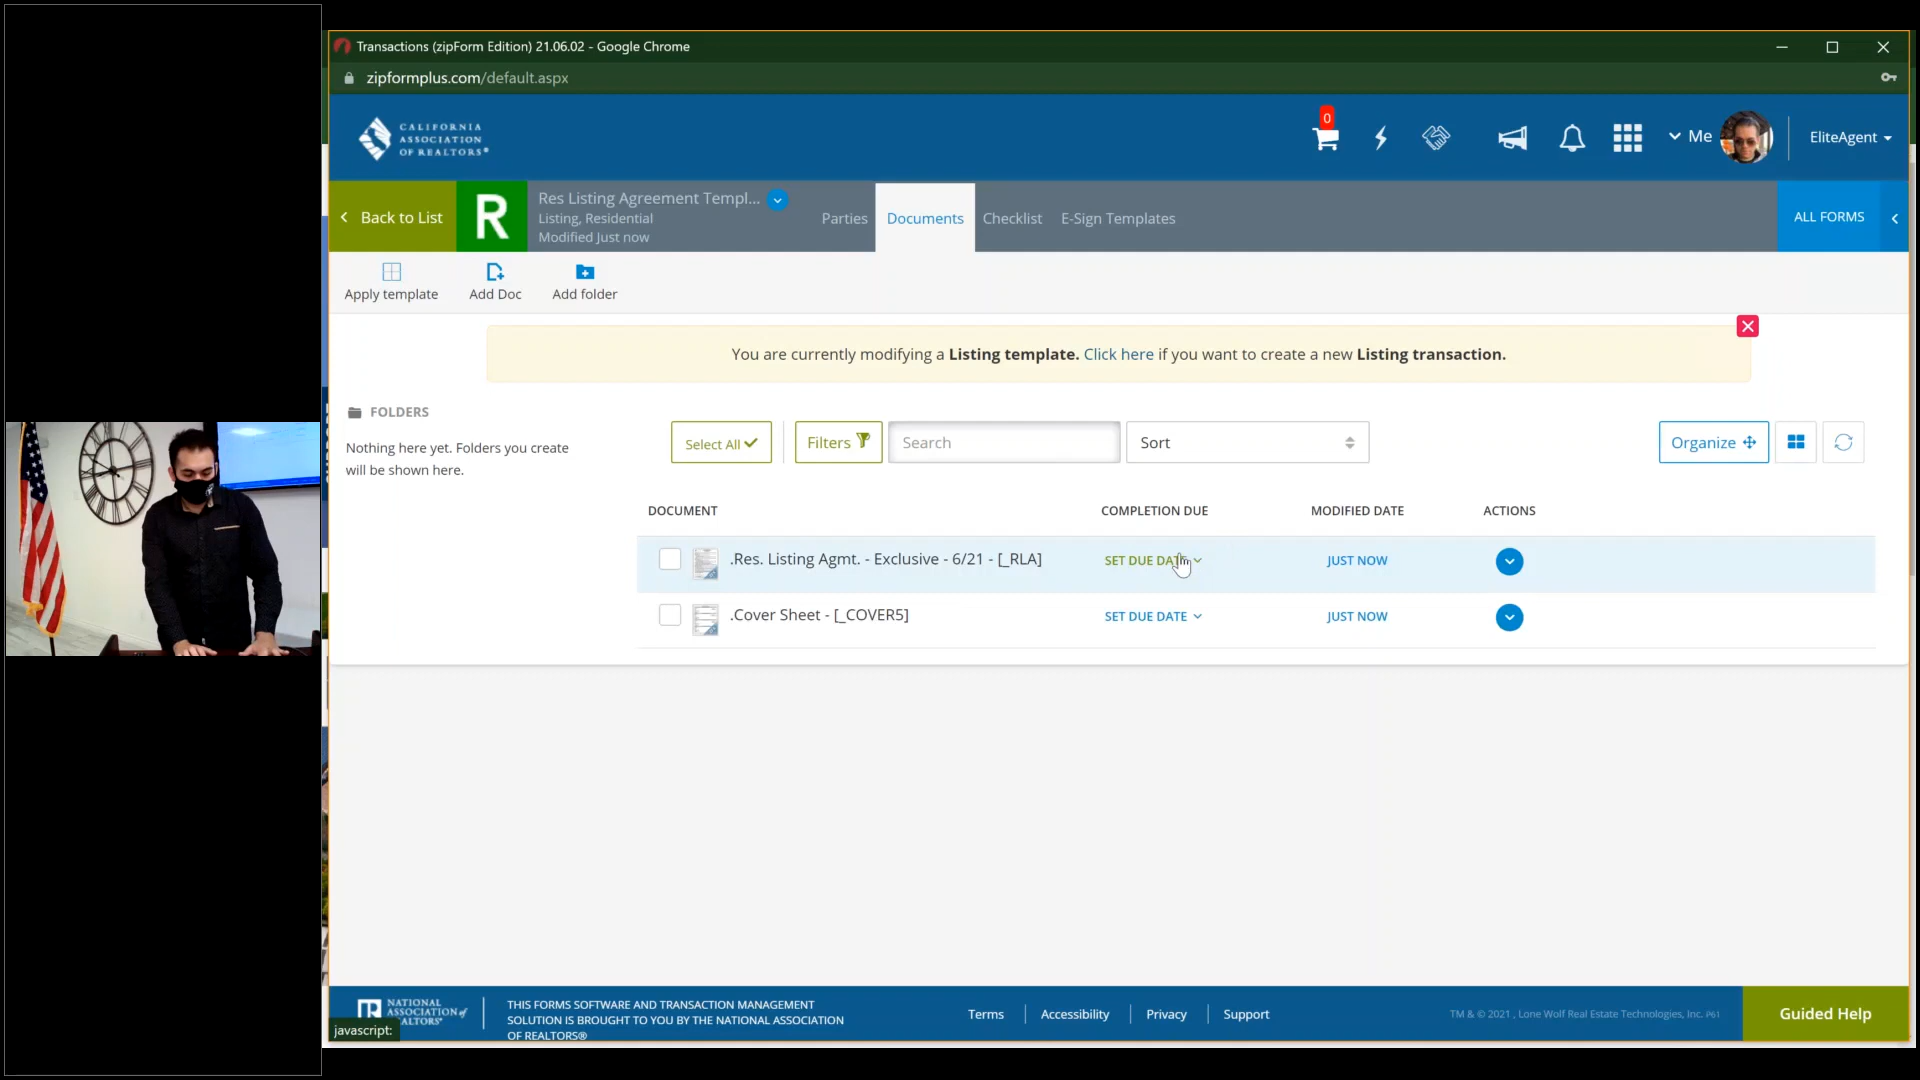 Transactions (zipForm Edition) 21.06.02 - Google Chrome
zipformplus.com/default.aspx
CALIFORNIA
ASSOCIATION
OF REALTORS®
0
Me
EliteAgent
Back to List
R
Res Listing Agreement Templ...
Listing, Residential
Modified Just now
Parties
Documents
Checklist
E-Sign Templates
ALL FORMS
Apply template
Add Doc
Add folder
You are currently modifying a Listing template. Click here if you want to create a new Listing transaction.
FOLDERS
Nothing here yet. Folders you create
will be shown here.
Select All
Filters
Search
Sort
Organize
DOCUMENT
COMPLETION DUE
MODIFIED DATE
ACTIONS
.Res. Listing Agmt. - Exclusive - 6/21 - [_RLA]
SET DUE DATE
JUST NOW
.Cover Sheet - [_COVER5]
SET DUE DATE
JUST NOW
NATIONAL
ASSOCIATION of
REALTORS®
javascript:
THIS FORMS SOFTWARE AND TRANSACTION MANAGEMENT
SOLUTION IS BROUGHT TO YOU BY THE NATIONAL ASSOCIATION
OF REALTORS®
Terms
Accessibility
Privacy
Support
TM & © 2021 , Lone Wolf Real Estate Technologies, Inc. P61
Guided Help